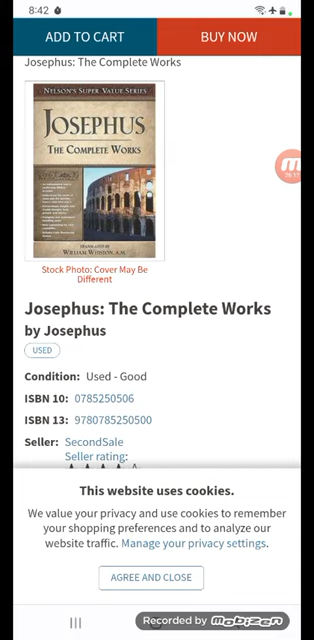 8:42
ADD TO CART
BUY NOW
Josephus: The Complete Works
NELSON'S SUPER VALUE SERIES
JOSEPHUS
THE COMPLETE WORKS
TRANSLATED BY
WILLIAM WHISTON, A.M.
Stock Photo: Cover May Be
Different
Josephus: The Complete Works
by Josephus
USED
Condition: Used - Good
ISBN 10: 0785250506
ISBN 13: 9780785250500
Seller: SecondSale
Seller rating:
This website uses cookies.
We value your privacy and use cookies to remember
your shopping preferences and to analyze our
website traffic. Manage your privacy settings.
AGREE AND CLOSE
Recorded by mobizen